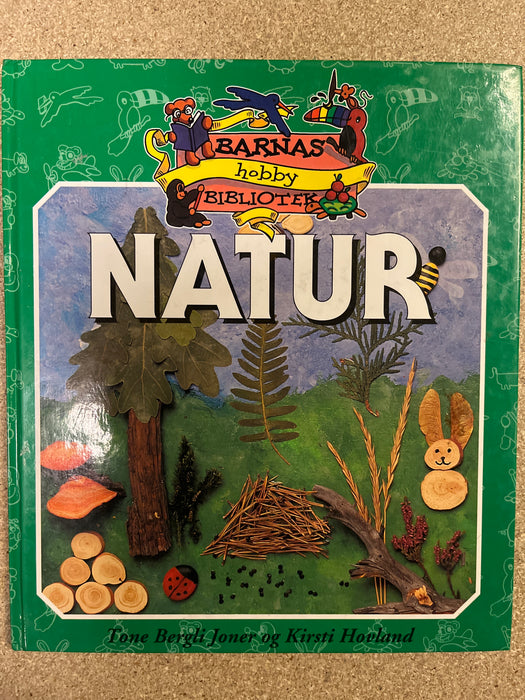 BARNAS
hobby
BIBLIOTEK
NATUR
Tone Bergli Joner og Kirsti Hovland